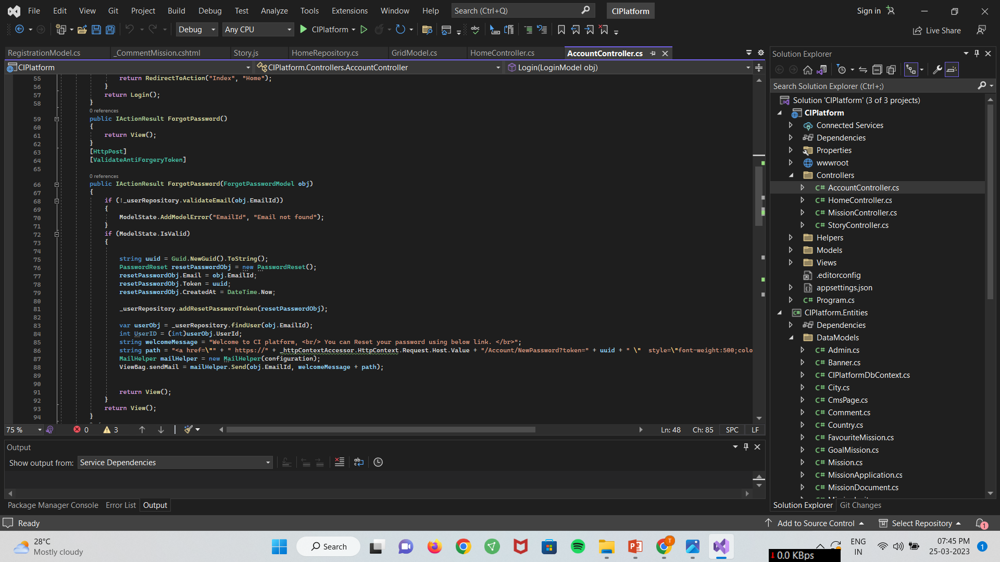 File Edit View Git Project Build Debug Test Analyze Tools Extensions Window Help Search (Ctrl+Q) CIPlatform Sign in
Debug Any CPU CIPlatform Live Share
RegistrationModel.cs _CommentMission.cshtml Story.js HomeRepository.cs GridModel.cs HomeController.cs AccountController.cs
CIPlatform CIPlatform.Controllers.AccountController Login(LoginModel obj)
55 return RedirectToAction("Index", "Home");
56 }
57 return Login();
58 }
0 references
59 public IActionResult ForgotPassword()
60 {
61 return View();
62 }
63 [HttpPost]
64 [ValidateAntiForgeryToken]
65
0 references
66 public IActionResult ForgotPassword(ForgotPasswordModel obj)
67 {
68 if (!_userRepository.validateEmail(obj.EmailId))
69 {
70 ModelState.AddModelError("EmailId", "Email not found");
71 }
72 if (ModelState.IsValid)
73 {
74
75 string uuid = Guid.NewGuid().ToString();
76 PasswordReset resetPasswordObj = new PasswordReset();
77 resetPasswordObj.Email = obj.EmailId;
78 resetPasswordObj.Token = uuid;
79 resetPasswordObj.CreatedAt = DateTime.Now;
80
81 _userRepository.addResetPasswordToken(resetPasswordObj);
82
83 var userObj = _userRepository.findUser(obj.EmailId);
84 int UserID = (int)userObj.UserId;
85 string welcomeMessage = "Welcome to CI platform, <br/> You can Reset your password using below link. </br>";
86 string path = "<a href=\"" + " https://" + _httpContextAccessor.HttpContext.Request.Host.Value + "/Account/NewPassword?token=" + uuid + " \"  style=\"font-weight:500;colo
87 MailHelper mailHelper = new MailHelper(configuration);
88 ViewBag.sendMail = mailHelper.Send(obj.EmailId, welcomeMessage + path);
89
90
91 return View();
92 }
93 return View();
94 }
75 % 0 3 Ln: 48 Ch: 85 SPC LF
Output
Show output from: Service Dependencies
Package Manager Console Error List Output
Solution Explorer
Search Solution Explorer (Ctrl+;)
Solution 'CIPlatform' (3 of 3 projects)
CIPlatform
Connected Services
Dependencies
Properties
wwwroot
Controllers
C# AccountController.cs
C# HomeController.cs
C# MissionController.cs
C# StoryController.cs
Helpers
Models
Views
.editorconfig
appsettings.json
C# Program.cs
C# CIPlatform.Entities
Dependencies
DataModels
C# Admin.cs
C# Banner.cs
C# CIPlatformDbContext.cs
C# City.cs
C# CmsPage.cs
C# Comment.cs
C# Country.cs
C# FavouriteMission.cs
C# GoalMission.cs
C# Mission.cs
C# MissionApplication.cs
C# MissionDocument.cs
Solution Explorer Git Changes
Ready Add to Source Control Select Repository 1
28°C
Mostly cloudy
Search
T
0.0 KBps
ENG
IN
07:45 PM
25-03-2023
1